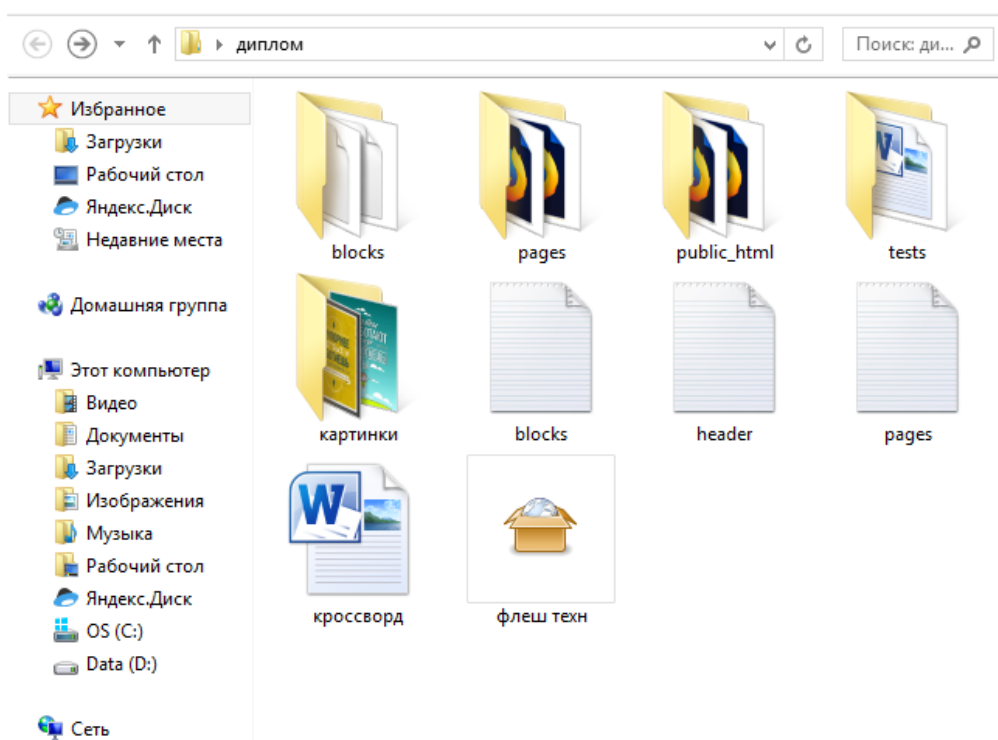 диплом
Поиск: ди...
Избранное
Загрузки
Рабочий стол
Яндекс.Диск
Недавние места
Домашняя группа
Этот компьютер
Видео
Документы
Загрузки
Изображения
Музыка
Рабочий стол
Яндекс.Диск
OS (C:)
Data (D:)
Сеть
blocks
pages
public_html
tests
картинки
blocks
header
pages
кроссворд
флеш техн